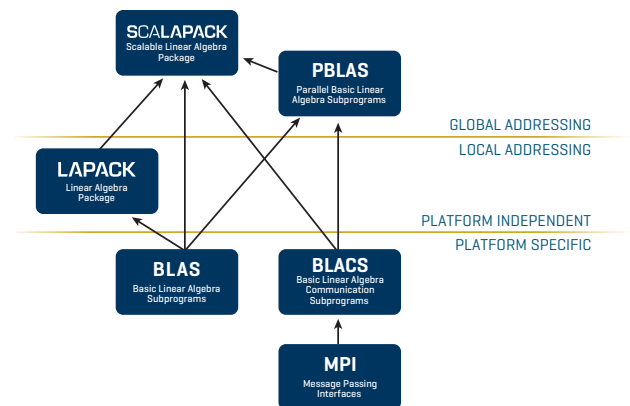 SCALAPACK
Scalable Linear Algebra
Package
PBLAS
Parallel Basic Linear
Algebra Subprograms
GLOBAL ADDRESSING
LOCAL ADDRESSING
LAPACK
Linear Algebra
Package
PLATFORM INDEPENDENT
PLATFORM SPECIFIC
BLAS
Basic Linear Algebra
Subprograms
BLACS
Basic Linear Algebra
Communication
Subprograms
MPI
Message Passing
Interfaces